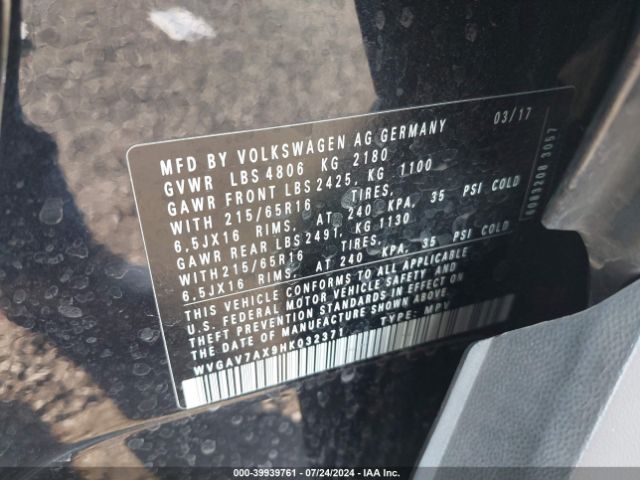 MFD BY VOLKSWAGEN AG GERMANY 03/17
GVWR LBS 4806 KG 2180
GAWR FRONT LBS 2425, KG 1100
WITH 215/65R16 TIRES,
6.5JX16 RIMS, AT 240 KPA, 35 PSI COLD
GAWR REAR LBS 2491, KG 1130
WITH 215/65R16 TIRES,
6.5JX16 RIMS, AT 240 KPA, 35 PSI COLD
THIS VEHICLE CONFORMS TO ALL APPLICABLE
U.S. FEDERAL MOTOR VEHICLE SAFETY AND
THEFT PREVENTION STANDARDS IN EFFECT ON
THE DATE OF MANUFACTURE SHOWN ABOVE.
WVGAV7AX9HK032371 TYPE: MPV
3057
000-39939761 - 07/24/2024 - IAA Inc.